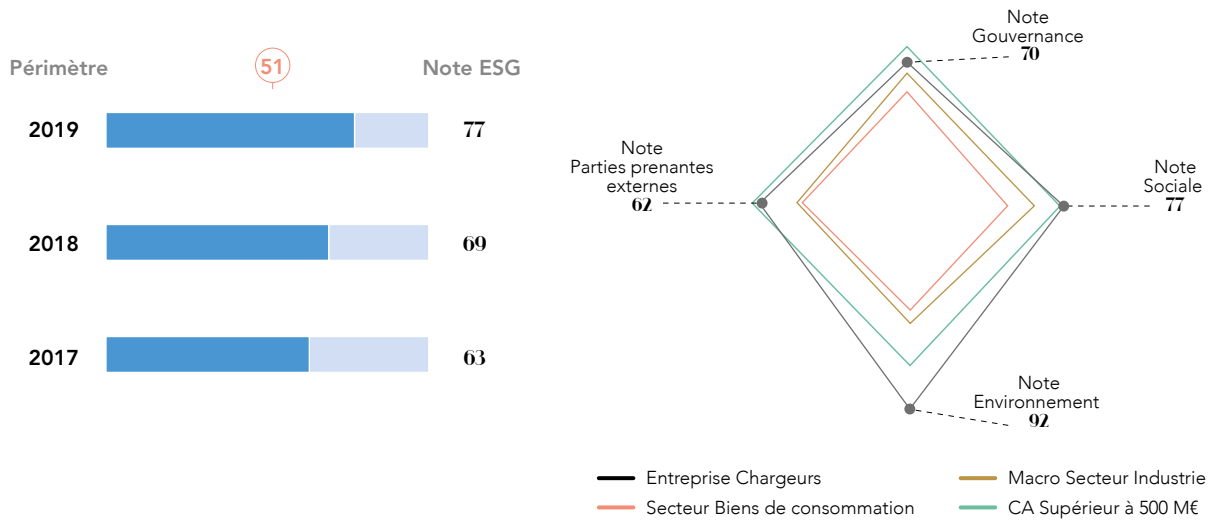 Périmètre
51
Note ESG
2019
77
2018
69
2017
63
Note
Gouvernance
70
Note
Parties prenantes
externes
62
Note
Sociale
77
Note
Environnement
92
Entreprise Chargeurs
Macro Secteur Industrie
Secteur Biens de consommation
CA Supérieur à 500 M€